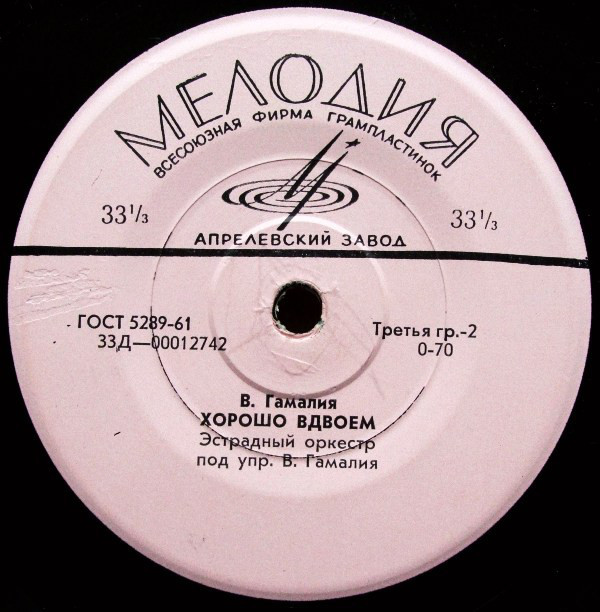 МЕЛОДИЯ
ВСЕСОЮЗНАЯ ФИРМА ГРАМПЛАСТИНОК
33⅓ 33⅓
АПРЕЛЕВСКИЙ ЗАВОД
ГОСТ 5289-61 Третья гр.-2
33Д—00012742 0-70
В. Гамалия
ХОРОШО ВДВОЕМ
Эстрадный оркестр
под упр. В. Гамалия